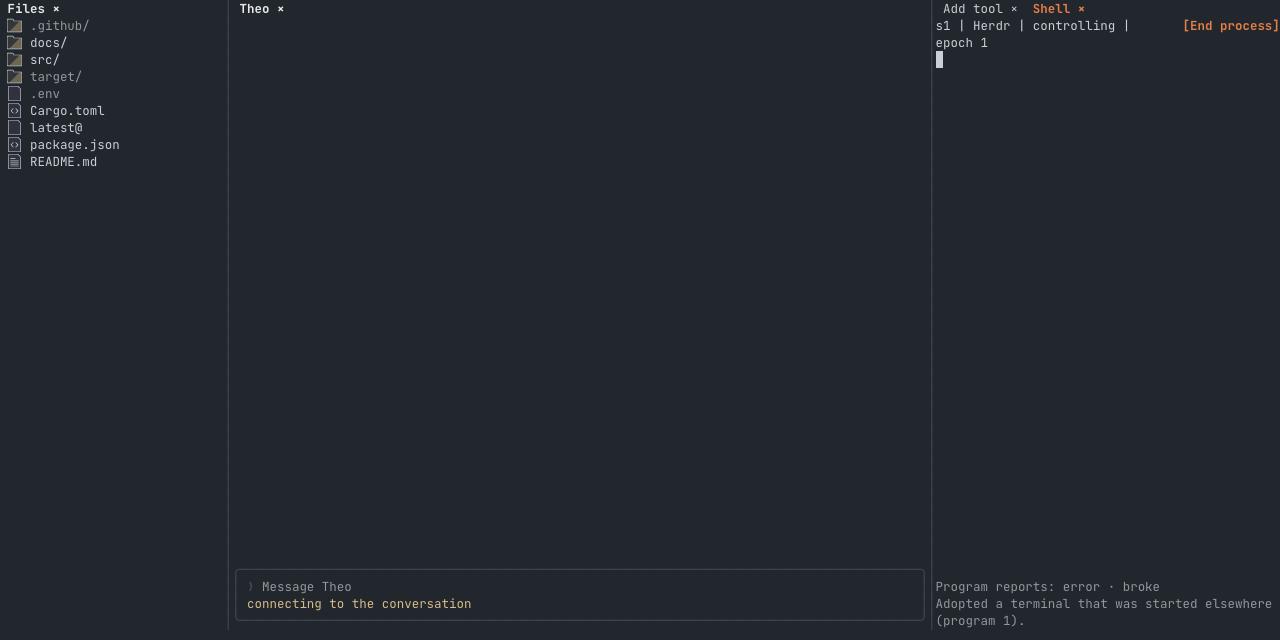 Files ×
.github/
docs/
src/
target/
.env
Cargo.toml
latest@
package.json
README.md
Theo ×
⟩ Message Theo
connecting to the conversation
Add tool × Shell ×
s1 | Herdr | controlling | [End process]
epoch 1
Program reports: error · broke
Adopted a terminal that was started elsewhere
(program 1).